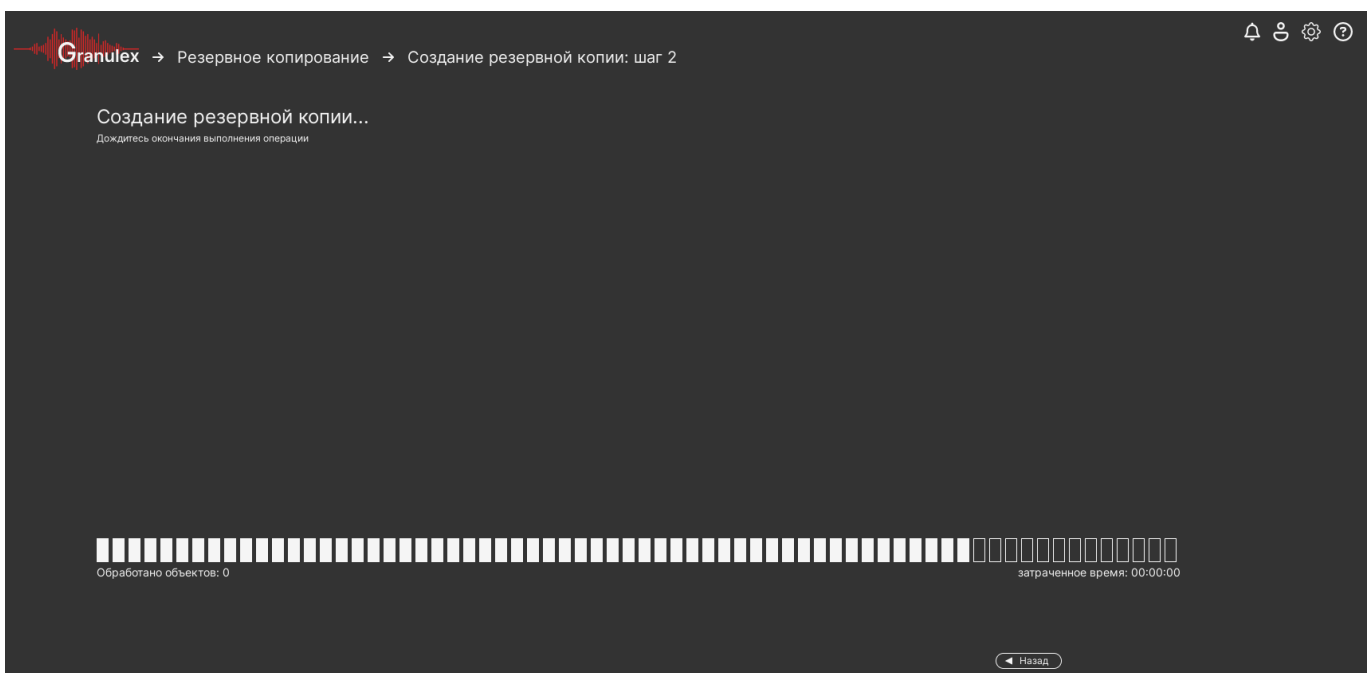 Granulex → Резервное копирование → Создание резервной копии: шаг 2
Создание резервной копии...
Дождитесь окончания выполнения операции
Обработано объектов: 0
затраченное время: 00:00:00
◄ Назад